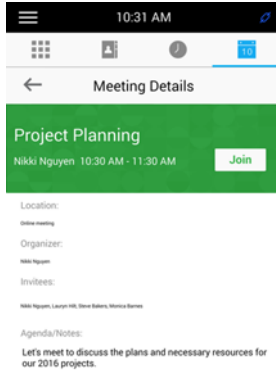 10:31 AM
10
Meeting Details
Project Planning
Nikki Nguyen 10:30 AM - 11:30 AM
Join
Location:
Online meeting
Organizer:
Nikki Nguyen
Invitees:
Nikki Nguyen, Lauryn Hill, Steve Bakers, Monica Barnes
Agenda/Notes:
Let's meet to discuss the plans and necessary resources for
our 2016 projects.